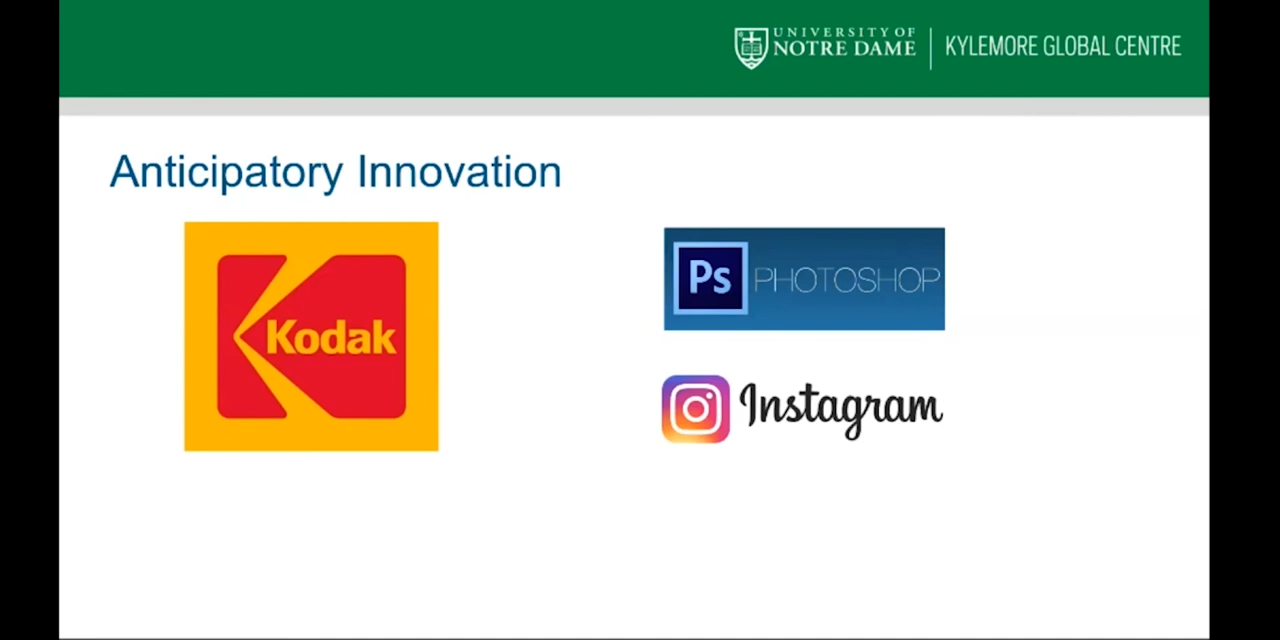 UNIVERSITY OF
NOTRE DAME
KYLEMORE GLOBAL CENTRE
Anticipatory Innovation
Kodak
Ps PHOTOSHOP
Instagram